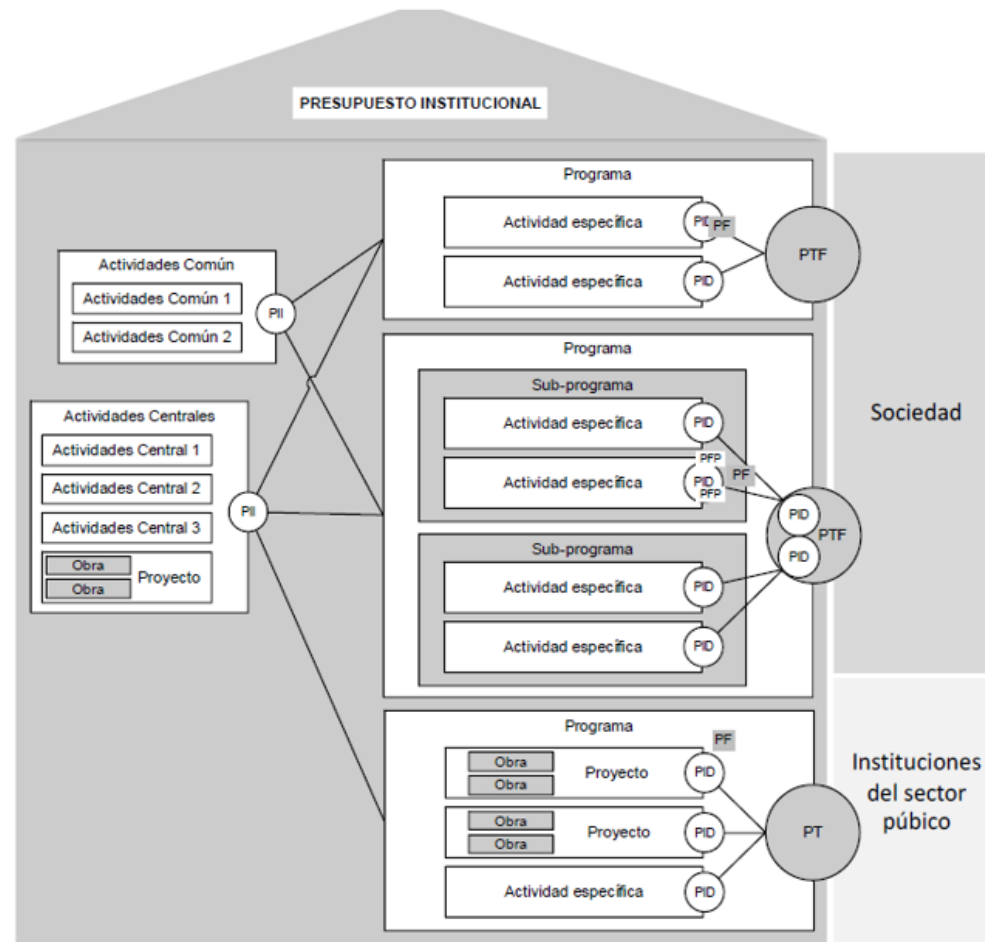 PRESUPUESTO INSTITUCIONAL
Actividades Común
Actividades Común 1
Actividades Común 2
PII
Actividades Centrales
Actividades Central 1
Actividades Central 2
Actividades Central 3
Obra
Obra
Proyecto
PII
Programa
Actividad específica
PID
PF
Actividad específica
PID
PTF
Programa
Sub-programa
Actividad específica
PID
Actividad específica
PFP
PID
PFP
PF
Sub-programa
Actividad específica
PID
Actividad específica
PID
PID
PID
PTF
Programa
PF
Obra
Obra
Proyecto
PID
Obra
Obra
Proyecto
PID
Actividad específica
PID
PT
Sociedad
Instituciones
del sector
púbico